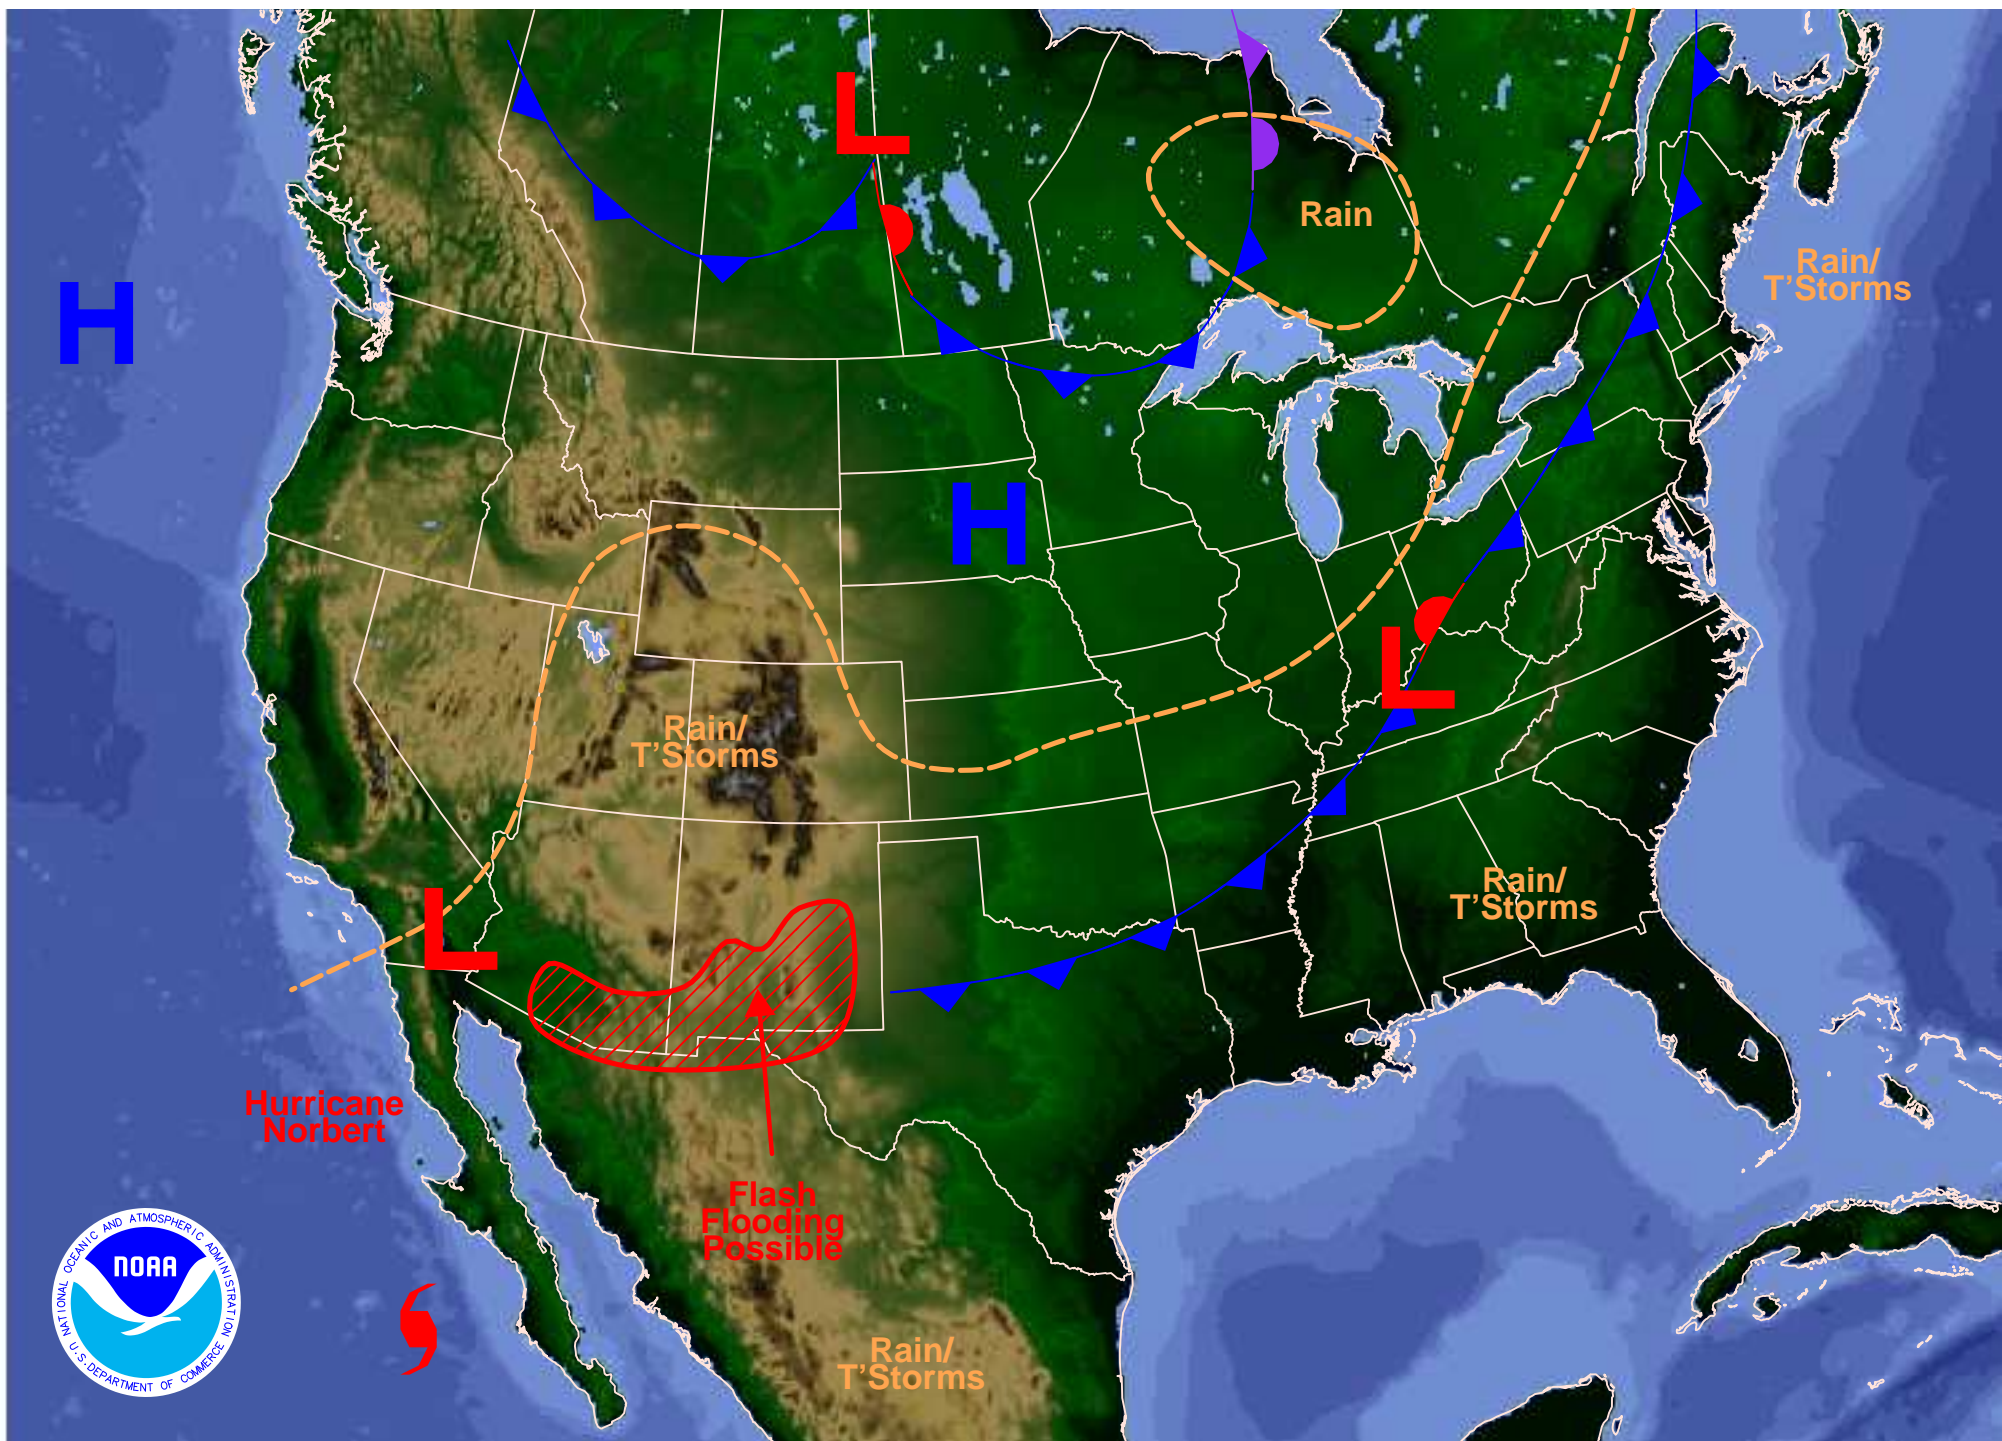 L
Rain
Rain/
T'Storms
H
H
L
Rain/
T'Storms
Rain/
T'Storms
L
Hurricane
Norbert
Flash
Flooding
Possible
Rain/
T'Storms
NATIONAL OCEANIC AND ATMOSPHERIC ADMINISTRATION
NOAA
U.S. DEPARTMENT OF COMMERCE